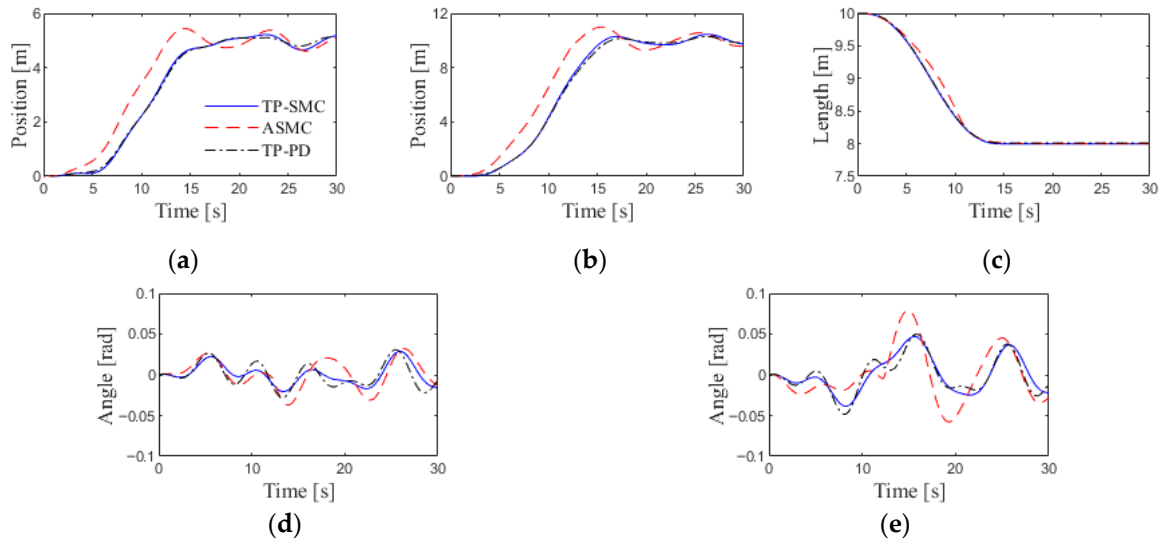 Position [m]
6
4
2
0
TP-SMC
ASMC
TP-PD
0 5 10 15 20 25 30
Time [s]
(a)
Position [m]
12
8
4
0
0 5 10 15 20 25 30
Time [s]
(b)
Length [m]
10
9.5
9
8.5
8
7.5
0 5 10 15 20 25 30
Time [s]
(c)
Angle [rad]
0.1
0.05
0
−0.05
−0.1
0 10 20 30
Time [s]
(d)
Angle [rad]
0.1
0.05
0
−0.05
−0.1
0 10 20 30
Time [s]
(e)